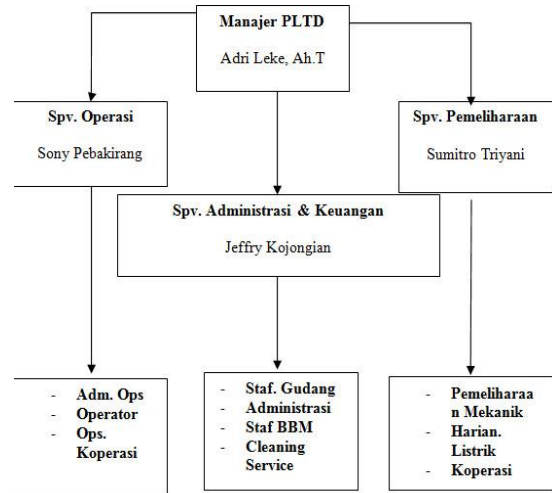 Manajer PLTD
Adri Leke, Ah.T
Spv. Operasi
Sony Pebakirang
Spv. Pemeliharaan
Sumitro Triyani
Spv. Administrasi & Keuangan
Jeffry Kojongian
- Adm. Ops
- Operator
- Ops.
Koperasi
- Staf. Gudang
- Administrasi
- Staf BBM
- Cleaning
Service
- Pemeliharaa
n Mekanik
- Harian.
Listrik
- Koperasi